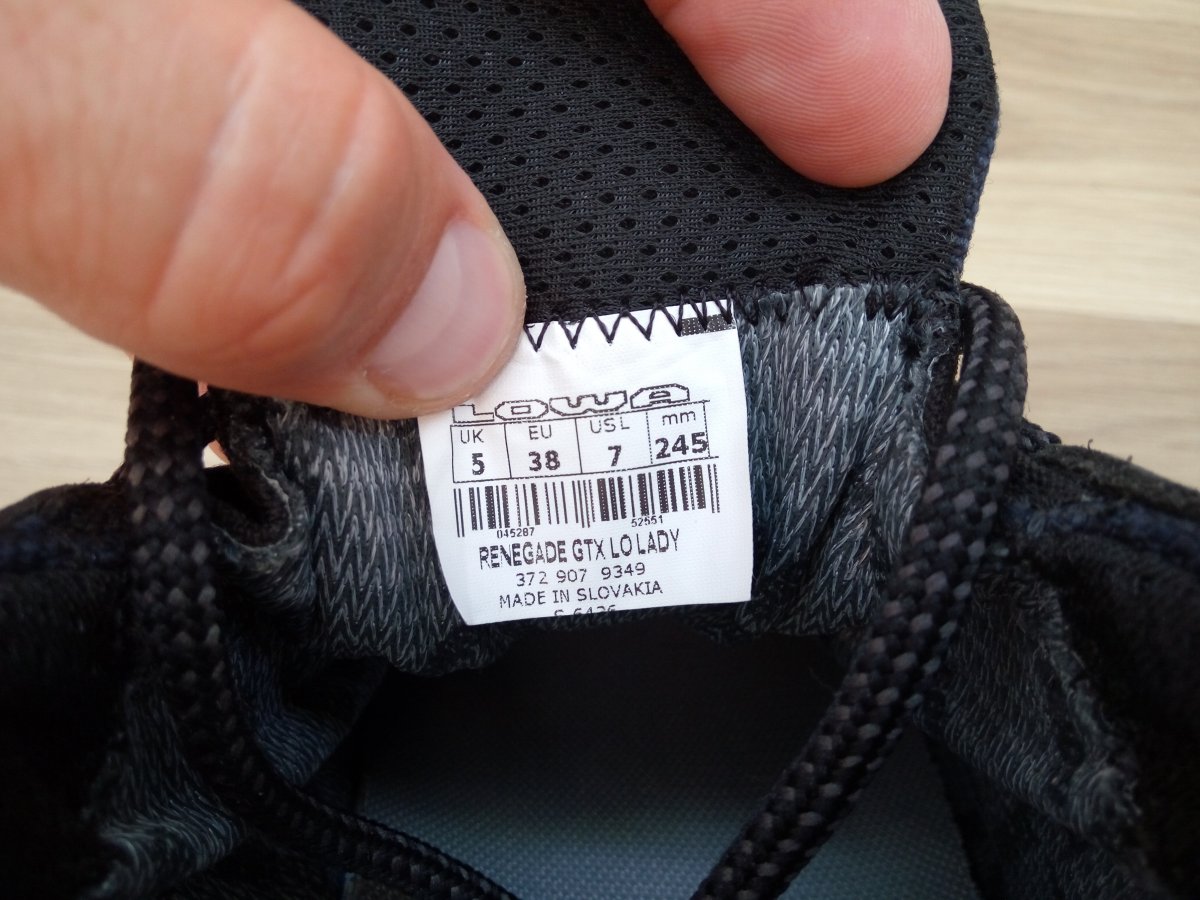 LOWA
UK EU USL mm
5 38 7 245
045287 52551
RENEGADE GTX LO LADY
372 907 9349
MADE IN SLOVAKIA